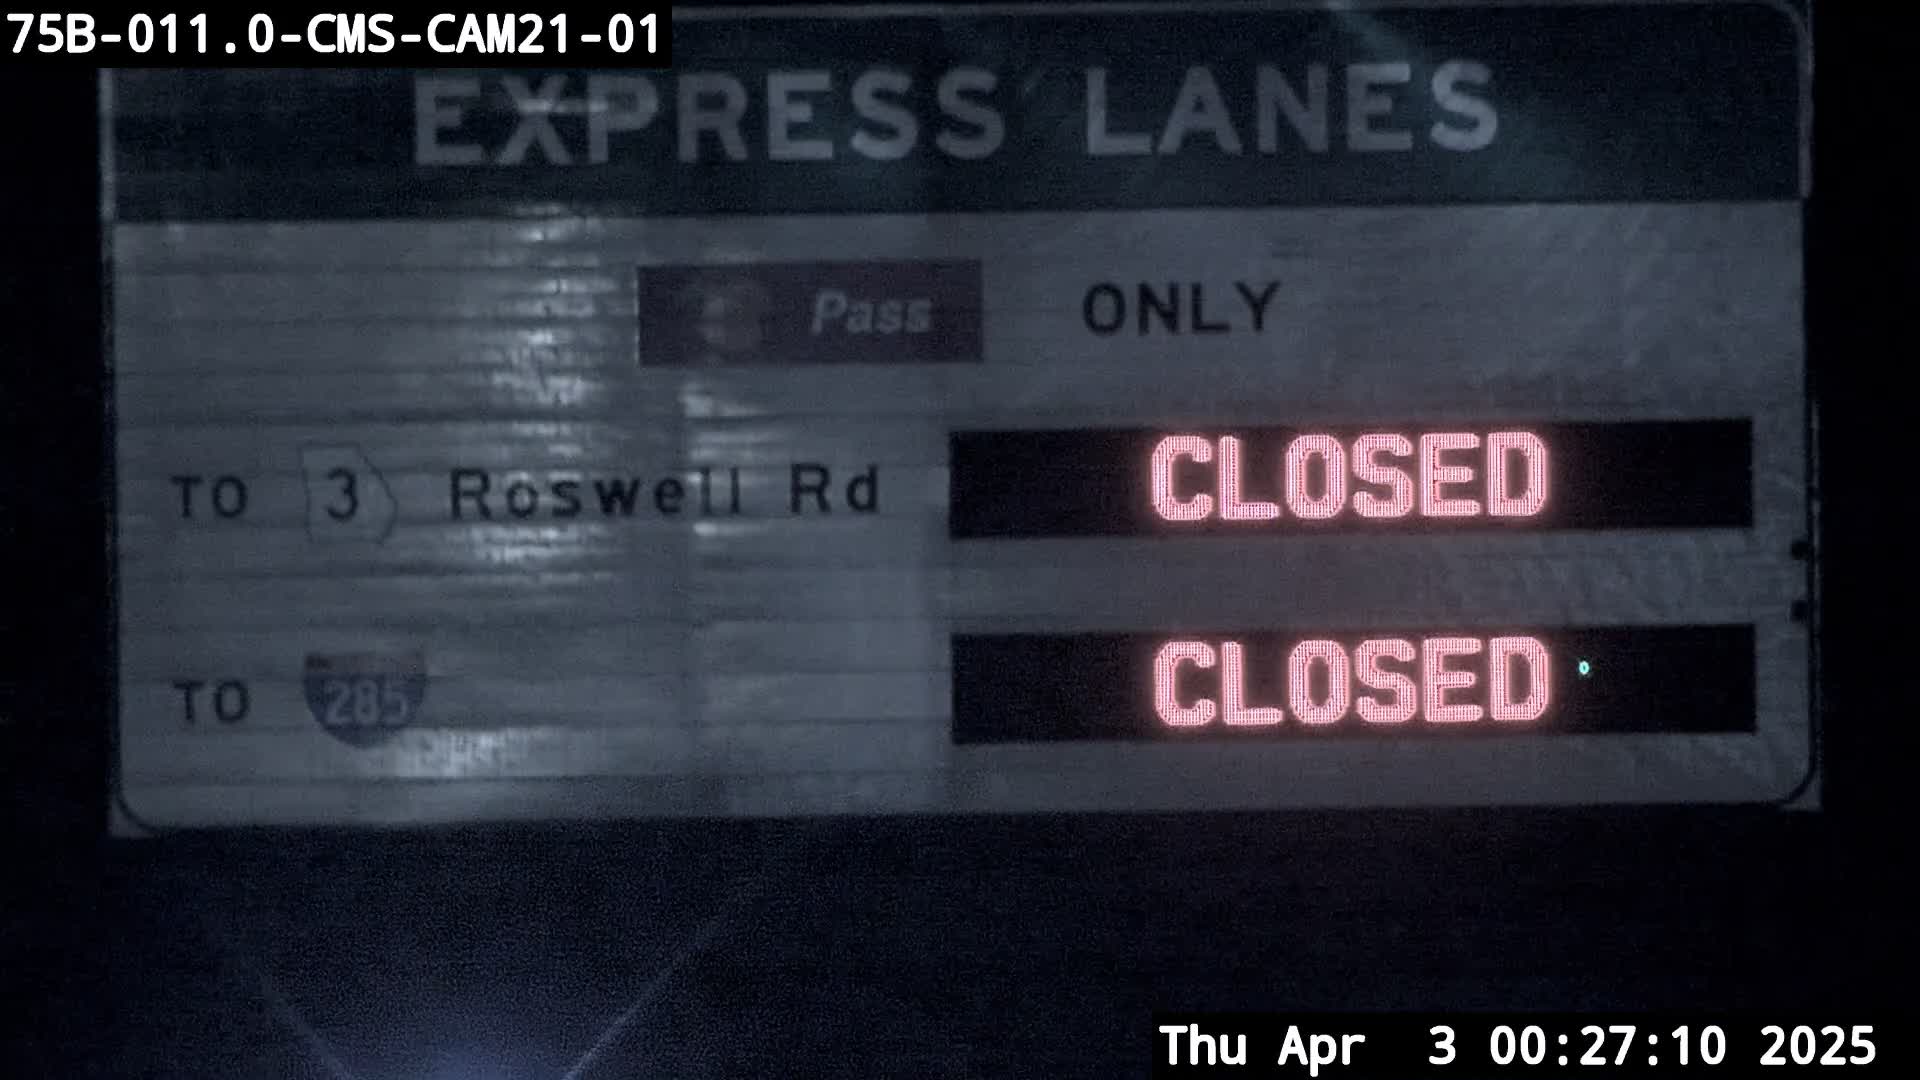 75B-011.0-CMS-CAM21-01
EXPRESS LANES
Pass ONLY
TO 3 Roswell Rd CLOSED
TO 285 CLOSED
Thu Apr 3 00:27:10 2025